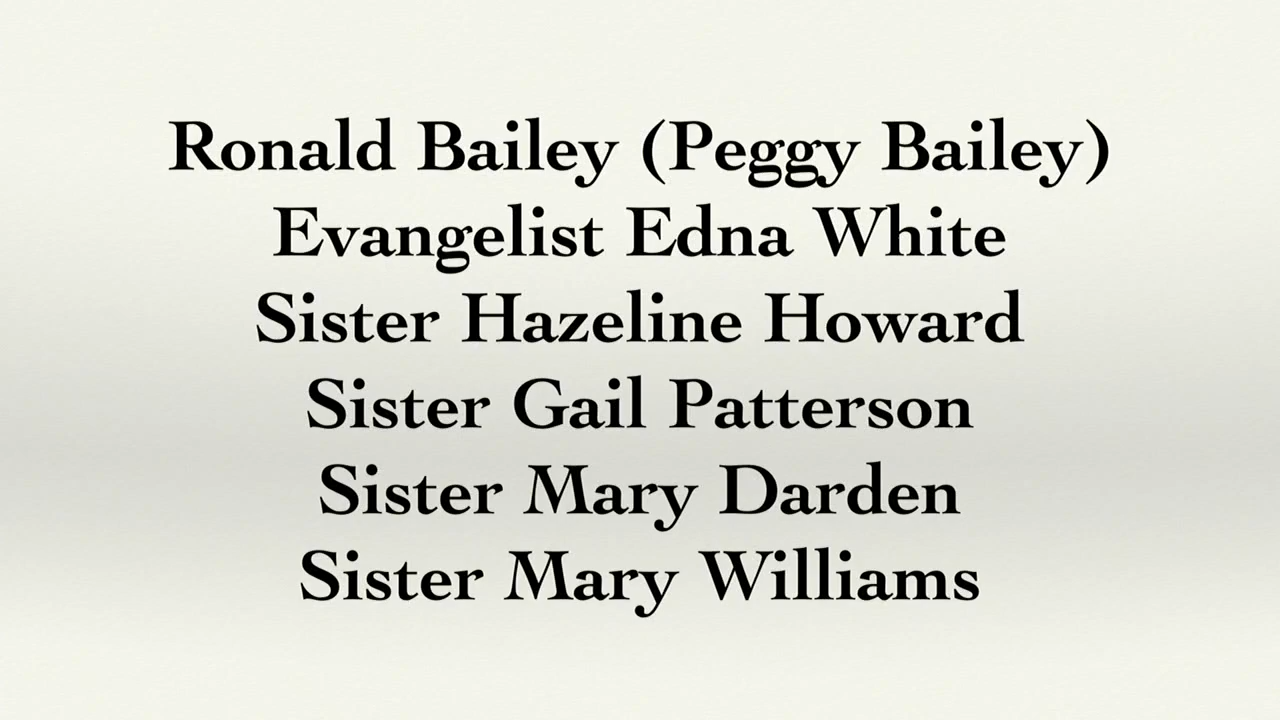 Ronald Bailey (Peggy Bailey)
Evangelist Edna White
Sister Hazeline Howard
Sister Gail Patterson
Sister Mary Darden
Sister Mary Williams